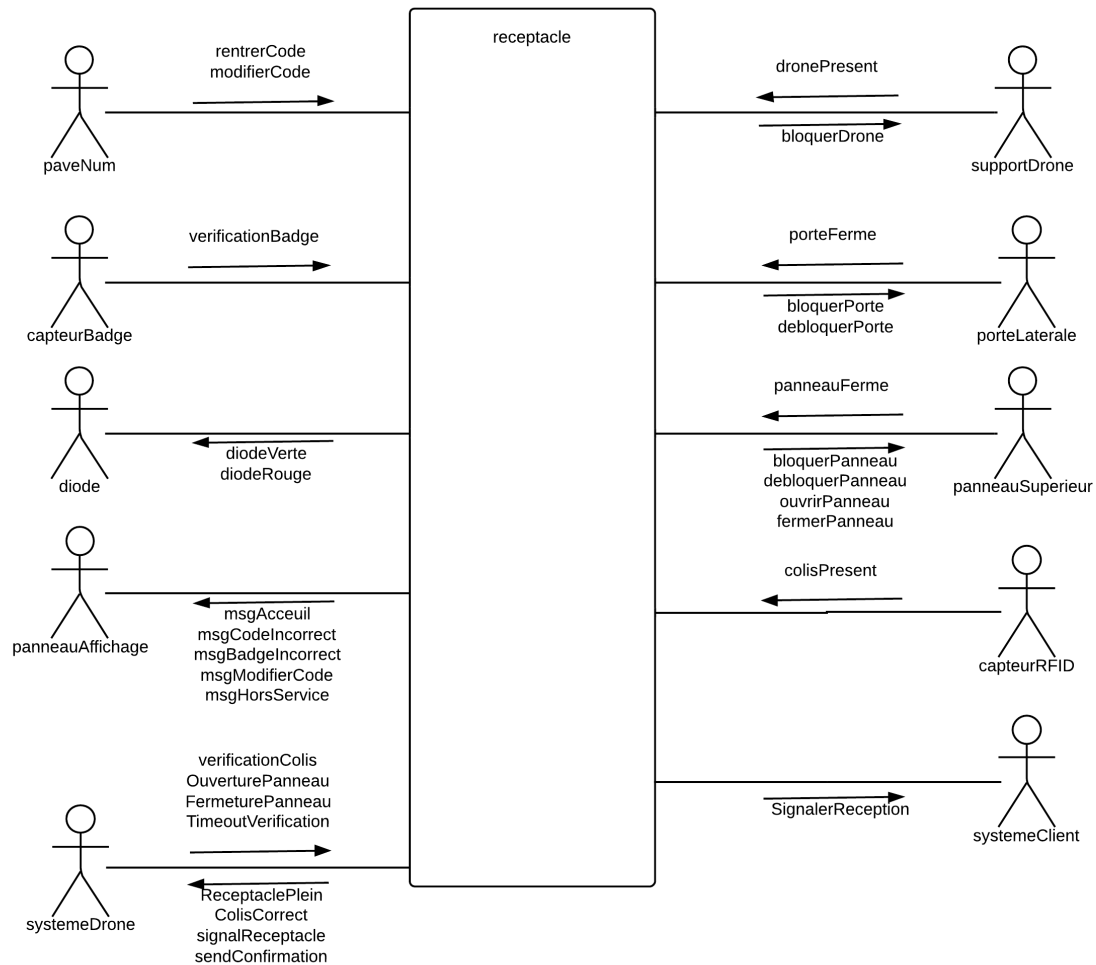 receptacle
rentrerCode
modifierCode
paveNum
verificationBadge
capteurBadge
diodeVerte
diodeRouge
diode
msgAcceuil
msgCodeIncorrect
msgBadgeIncorrect
msgModifierCode
msgHorsService
panneauAffichage
verificationColis
OuverturePanneau
FermeturePanneau
TimeoutVerification
ReceptaclePlein
ColisCorrect
signalReceptacle
sendConfirmation
systemeDrone
dronePresent
bloquerDrone
supportDrone
porteFerme
bloquerPorte
debloquerPorte
porteLaterale
panneauFerme
bloquerPanneau
debloquerPanneau
ouvrirPanneau
fermerPanneau
panneauSuperieur
colisPresent
capteurRFID
SignalerReception
systemeClient